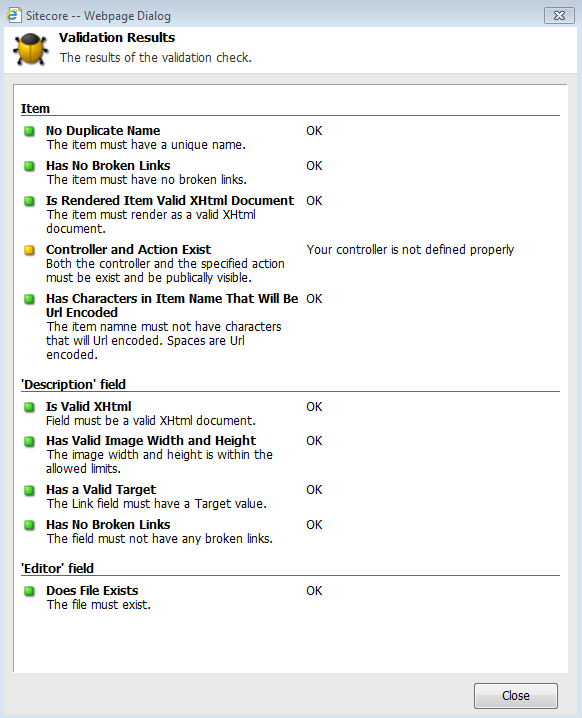 Sitecore -- Webpage Dialog
Validation Results
The results of the validation check.
Item
No Duplicate Name OK
The item must have a unique name.
Has No Broken Links OK
The item must have no broken links.
Is Rendered Item Valid XHtml Document OK
The item must render as a valid XHtml
document.
Controller and Action Exist Your controller is not defined properly
Both the controller and the specified action
must be exist and be publically visible.
Has Characters in Item Name That Will Be OK
Url Encoded
The item namne must not have characters
that will Url encoded. Spaces are Url
encoded.
'Description' field
Is Valid XHtml OK
Field must be a valid XHtml document.
Has Valid Image Width and Height OK
The image width and height is within the
allowed limits.
Has a Valid Target OK
The Link field must have a Target value.
Has No Broken Links OK
The field must not have any broken links.
'Editor' field
Does File Exists OK
The file must exist.
Close